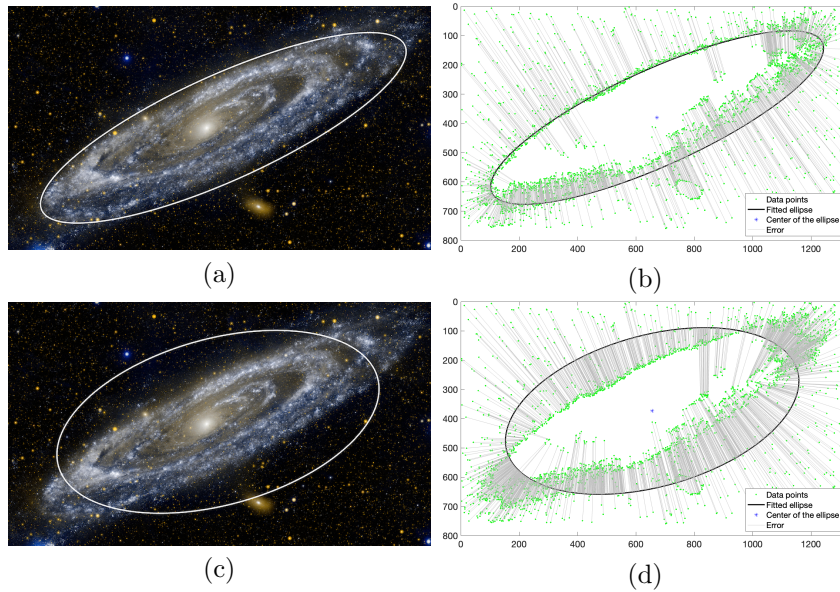 0
100
200
300
400
500
600
700
800
0 200 400 600 800 1000 1200
Data points
Fitted ellipse
Center of the ellipse
Error
(a)
(b)
0
100
200
300
400
500
600
700
800
0 200 400 600 800 1000 1200
Data points
Fitted ellipse
Center of the ellipse
Error
(c)
(d)